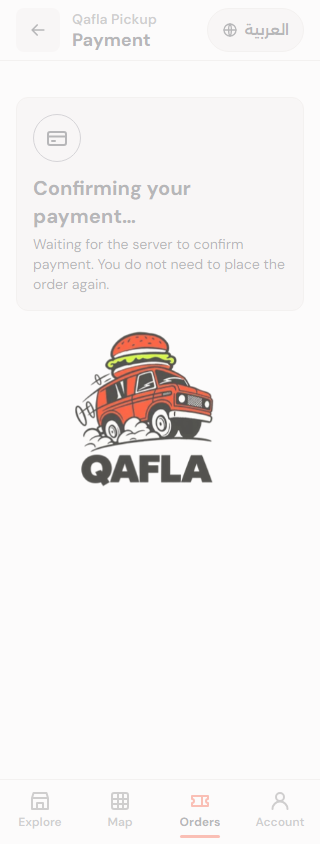 Qafla Pickup
Payment
العربية
Confirming your
payment…
Waiting for the server to confirm
payment. You do not need to place the
order again.
QAFLA
Explore
Map
Orders
Account